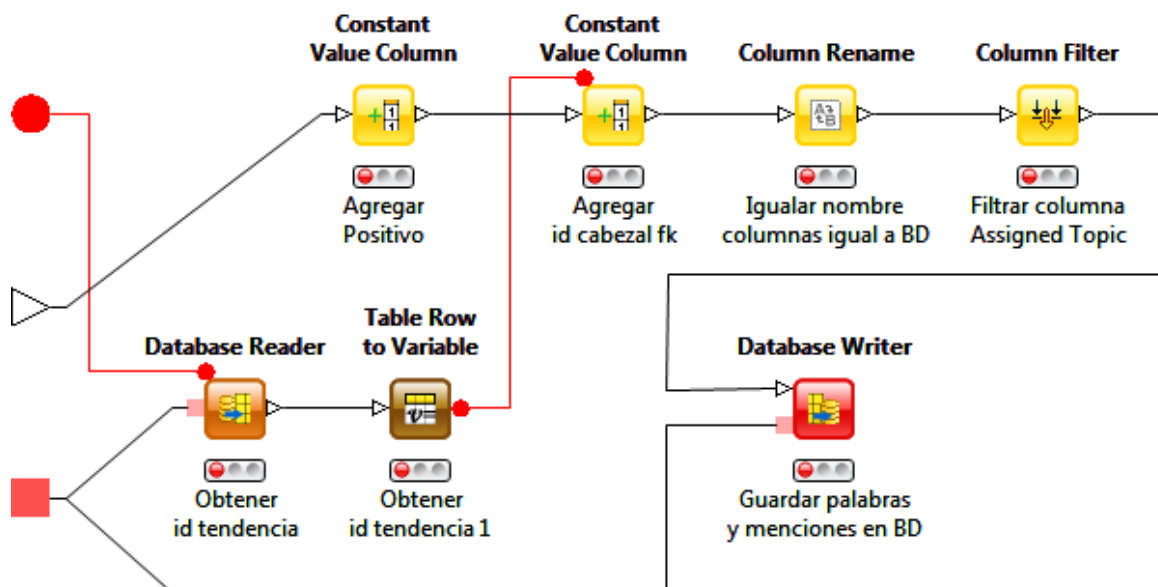 Constant
Value Column
Constant
Value Column
Column Rename
Column Filter
Agregar
Positivo
Agregar
id cabezal fk
Igualar nombre
columnas igual a BD
Filtrar columna
Assigned Topic
Database Reader
Table Row
to Variable
Database Writer
Obtener
id tendencia
Obtener
id tendencia 1
Guardar palabras
y menciones en BD